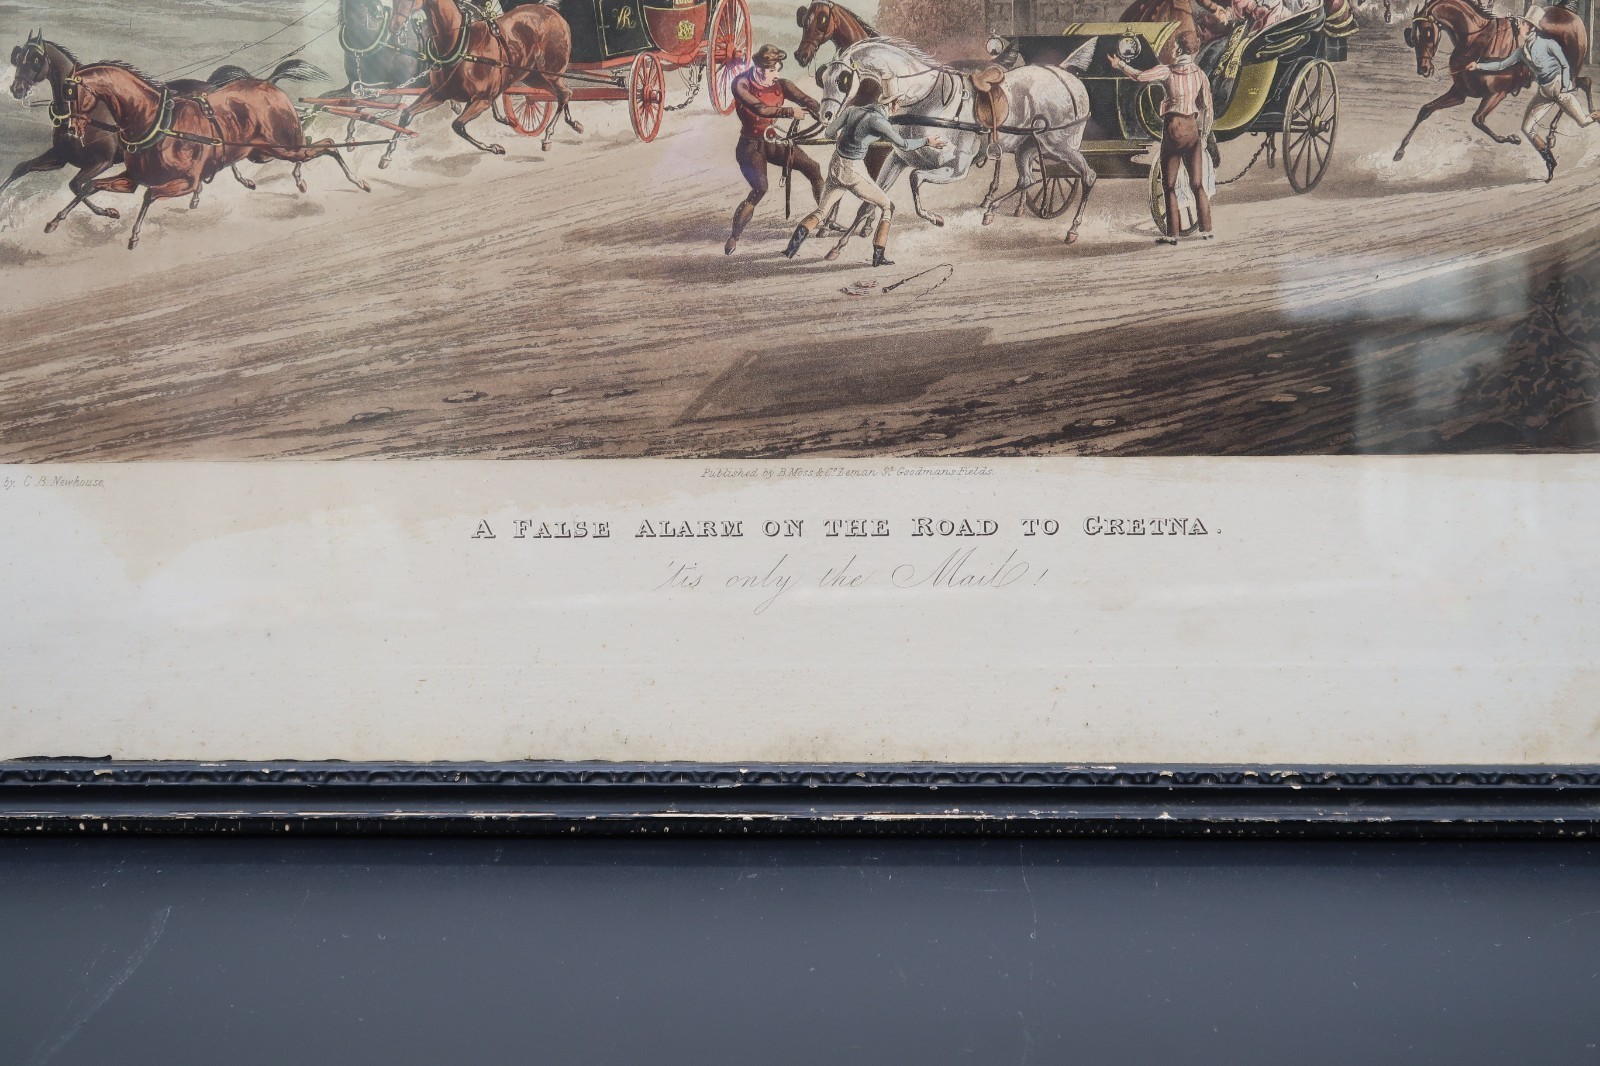 VR
by. C. B. Newhouse.
Published by B. Moss & Co. Leman St. Goodmans Fields.
A FALSE ALARM ON THE ROAD TO GRETNA.
'tis only the Mail!